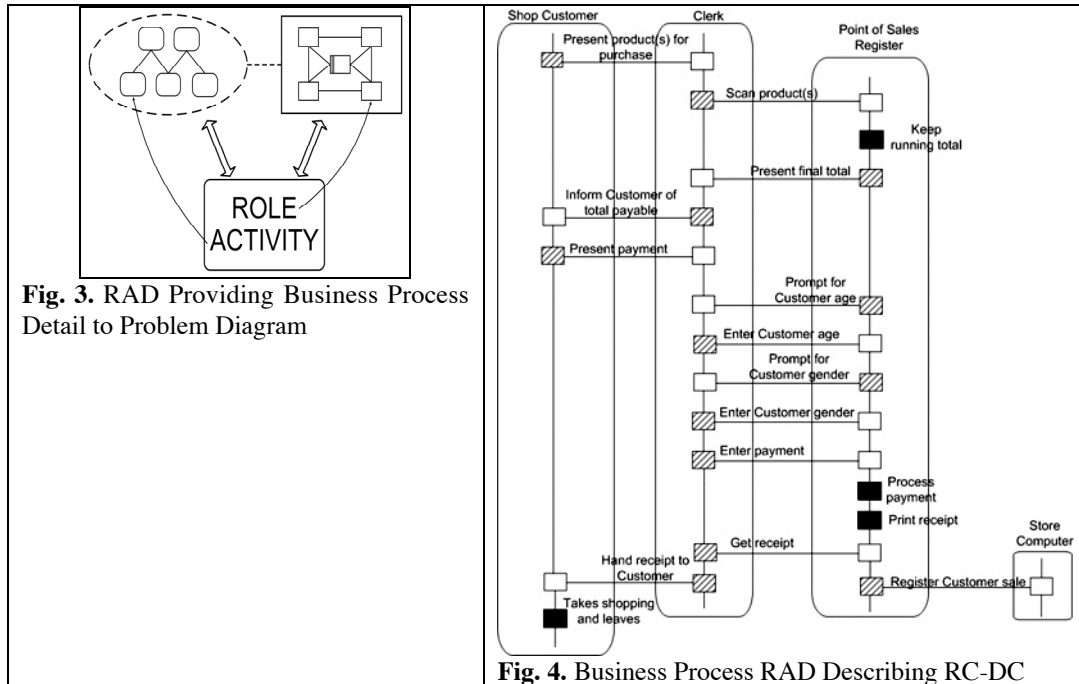 ROLE
ACTIVITY
Fig. 3. RAD Providing Business Process
Detail to Problem Diagram
Shop Customer
Clerk
Point of Sales
Register
Present product(s) for
purchase
Scan product(s)
Keep
running total
Present final total
Inform Customer of
total payable
Present payment
Prompt for
Customer age
Enter Customer age
Prompt for
Customer gender
Enter Customer gender
Enter payment
Process
payment
Print receipt
Store
Computer
Get receipt
Hand receipt to
Customer
Register Customer sale
Takes shopping
and leaves
Fig. 4. Business Process RAD Describing RC-DC